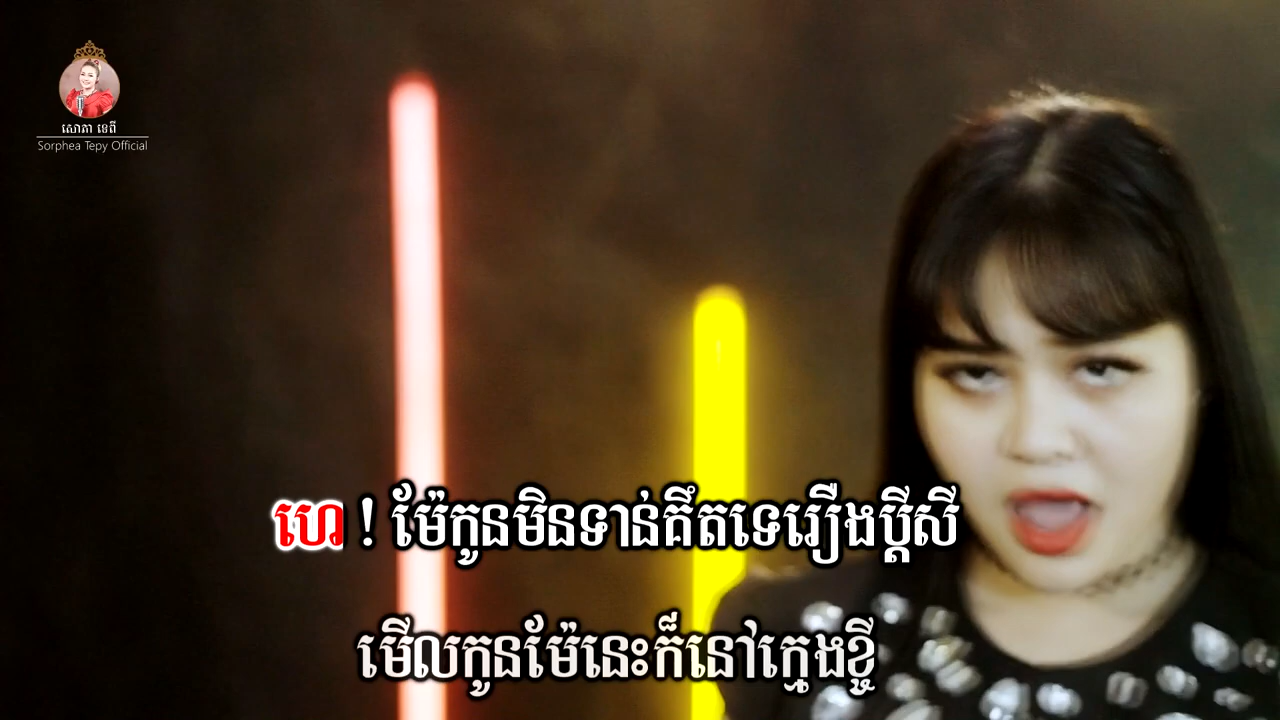 សោភា ទេពី
Sorphea Tepy Official
ហេ ! ម៉ែកូនមិនទាន់គឹតទេរឿងប្ដីសី
មើលកូនម៉ែនេះក៏នៅក្មេងខ្ចី